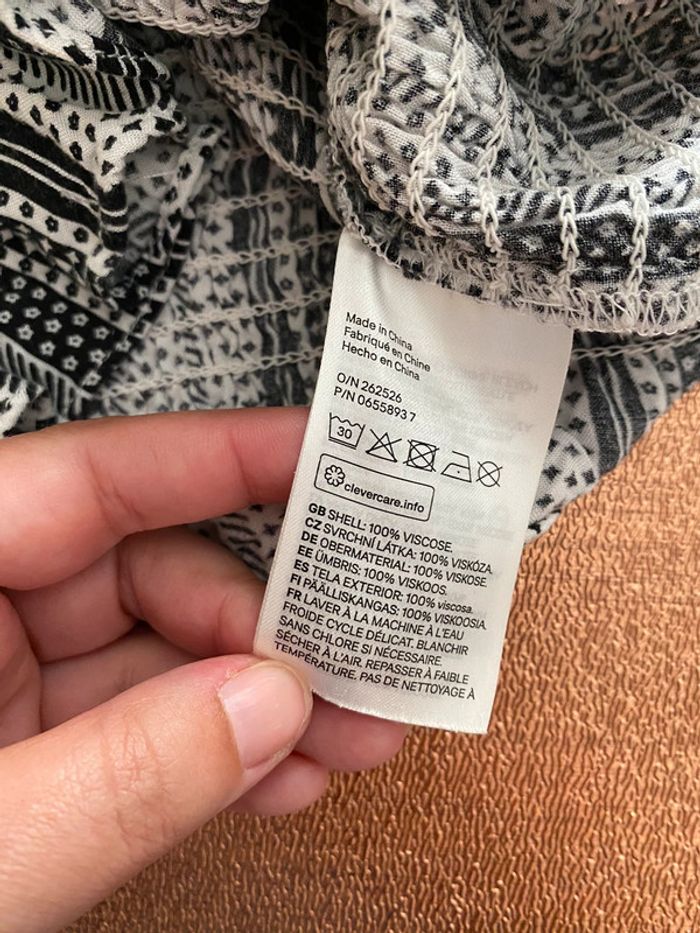 Made in China
Fabriqué en Chine
Hecho en China
O/N 262526
P/N 0655893 7
30
clevercare.info
GB SHELL: 100% VISCOSE.
CZ SVRCHNÍ LÁTKA: 100% VISKÓZA.
DE OBERMATERIAL: 100% VISKOSE.
EE ÜMBRIS: 100% VISKOOS.
ES TELA EXTERIOR: 100% viscosa.
FI PÄÄLLISKANGAS: 100% VISKOOSIA.
FR LAVER À LA MACHINE À L'EAU
FROIDE CYCLE DÉLICAT. BLANCHIR
SANS CHLORE SI NÉCESSAIRE.
SÉCHER À L'AIR. REPASSER À FAIBLE
TEMPÉRATURE. PAS DE NETTOYAGE À